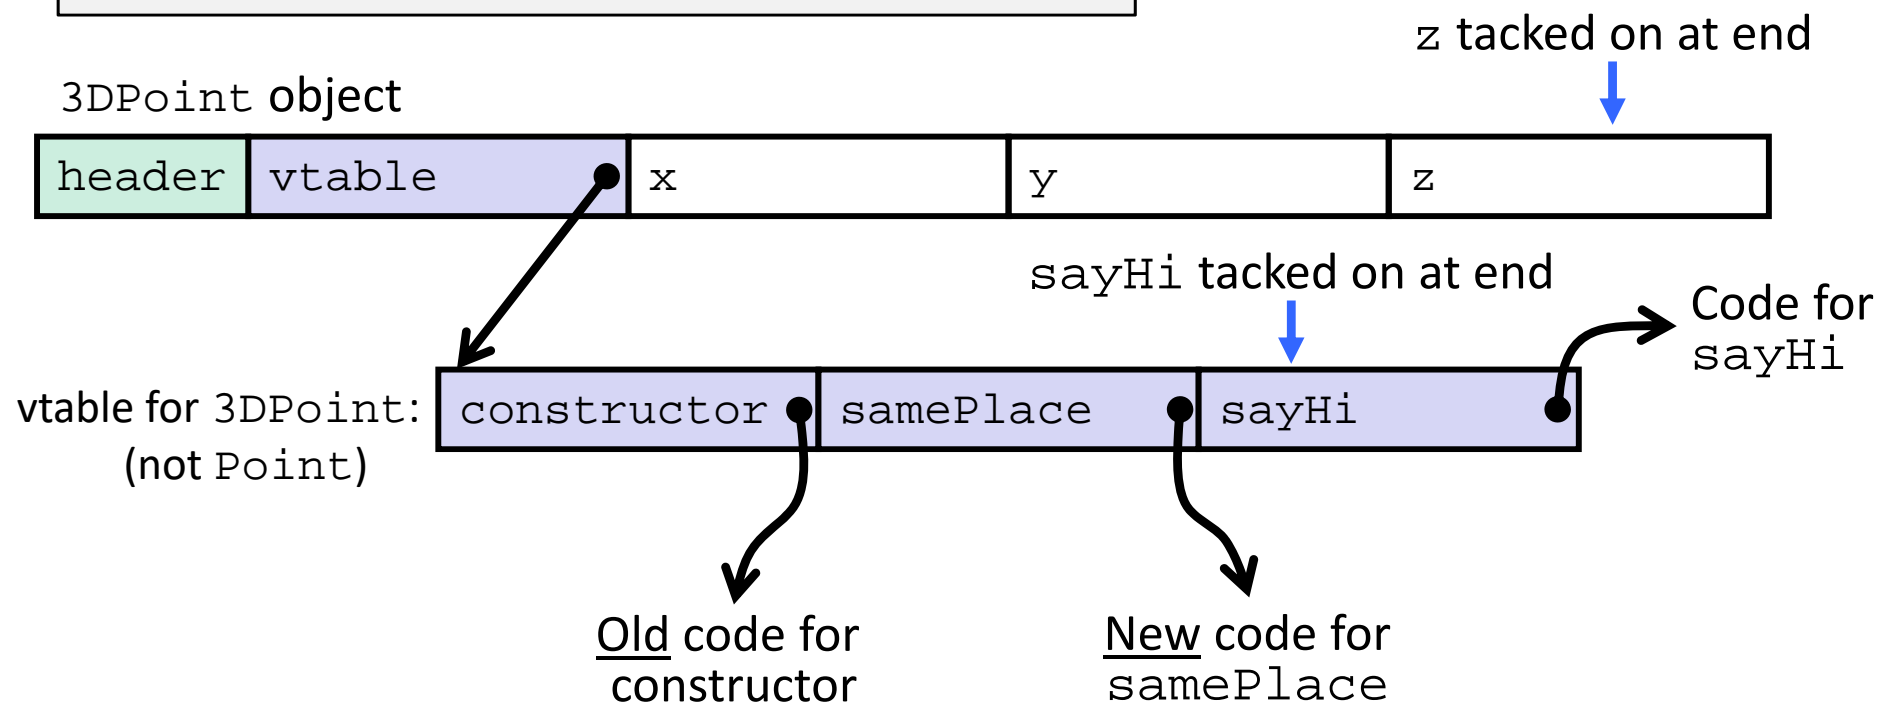 z tacked on at end
3DPoint object
header vtable x y z
sayHi tacked on at end
Code for
sayHi
vtable for 3DPoint:
(not Point)
constructor samePlace sayHi
Old code for
constructor
New code for
samePlace